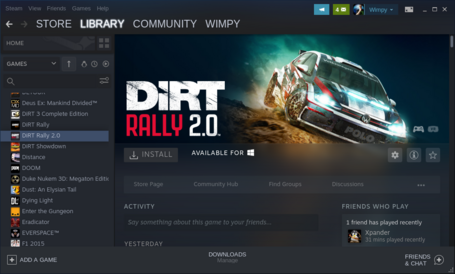 Steam View Friends Games Help
4
Wimpy
STORE LIBRARY COMMUNITY WIMPY
HOME
GAMES
Deus Ex: Mankind Divided™
DiRT 3 Complete Edition
DiRT Rally
DiRT Rally 2.0
DiRT Showdown
Distance
DOOM
Duke Nukem 3D: Megaton Editio
Dust: An Elysian Tail
Dying Light
Enter the Gungeon
Eradicator
EVERSPACE™
F1 2015
DiRT
RALLY 2.0
POLO
INSTALL
AVAILABLE FOR
Store Page Community Hub Find Groups Discussions
ACTIVITY
Say something about this game to your friends...
YESTERDAY
FRIENDS WHO PLAY
1 friend has played recently
Xpander
31 mins played recently
ADD A GAME
DOWNLOADS
Manage
FRIENDS
& CHAT